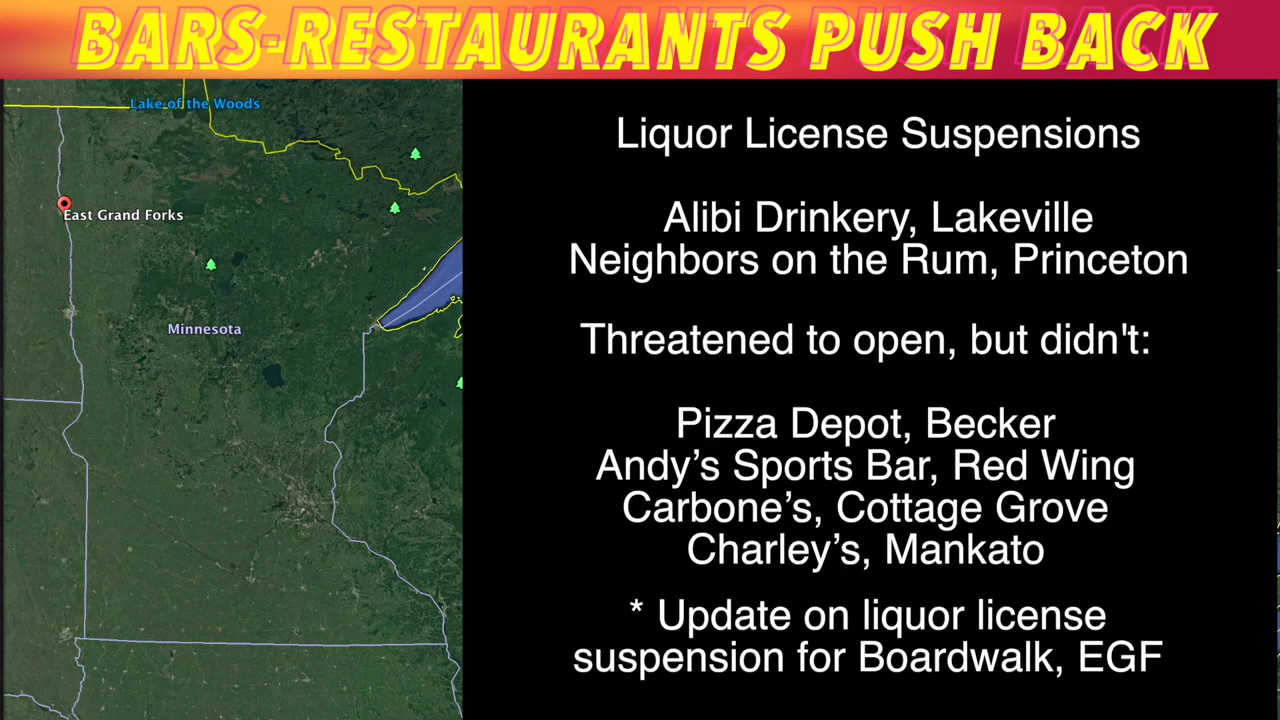 BARS-RESTAURANTS PUSH BACK
Lake of the Woods
East Grand Forks
Minnesota
Liquor License Suspensions
Alibi Drinkery, Lakeville
Neighbors on the Rum, Princeton
Threatened to open, but didn't:
Pizza Depot, Becker
Andy’s Sports Bar, Red Wing
Carbone’s, Cottage Grove
Charley’s, Mankato
* Update on liquor license
suspension for Boardwalk, EGF